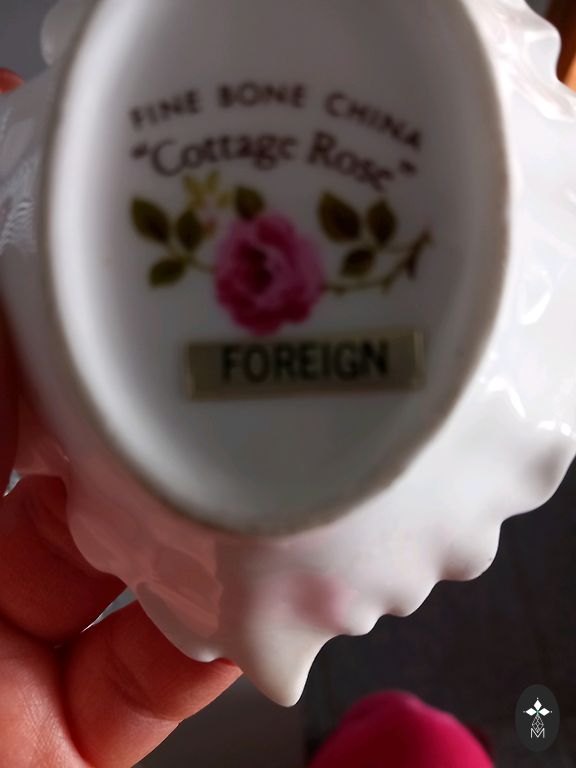 FINE BONE CHINA
"Cottage Rose"
FOREIGN
M